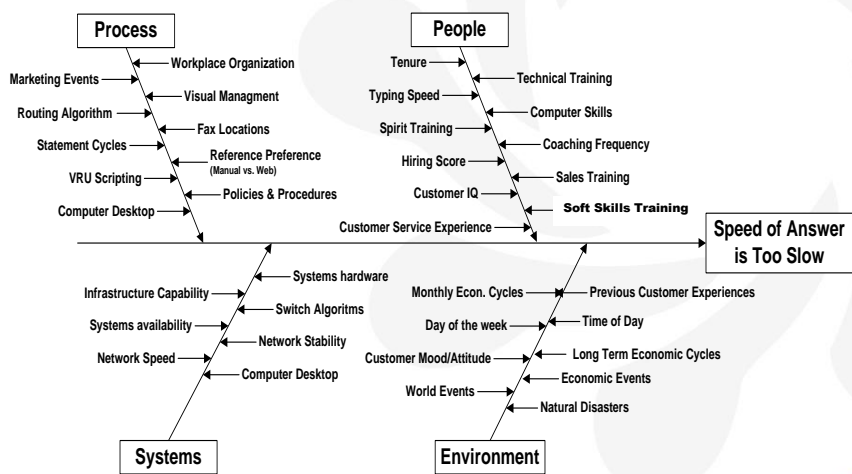 Process
People
Workplace Organization
Marketing Events
Visual Managment
Routing Algorithm
Fax Locations
Statement Cycles
Reference Preference
(Manual vs. Web)
VRU Scripting
Policies & Procedures
Computer Desktop
Tenure
Technical Training
Typing Speed
Computer Skills
Spirit Training
Coaching Frequency
Hiring Score
Sales Training
Customer IQ
Soft Skills Training
Customer Service Experience
Speed of Answer
is Too Slow
Systems hardware
Infrastructure Capability
Switch Algoritms
Systems availability
Network Stability
Network Speed
Computer Desktop
Monthly Econ. Cycles
Previous Customer Experiences
Day of the week
Time of Day
Customer Mood/Attitude
Long Term Economic Cycles
Economic Events
World Events
Natural Disasters
Systems
Environment